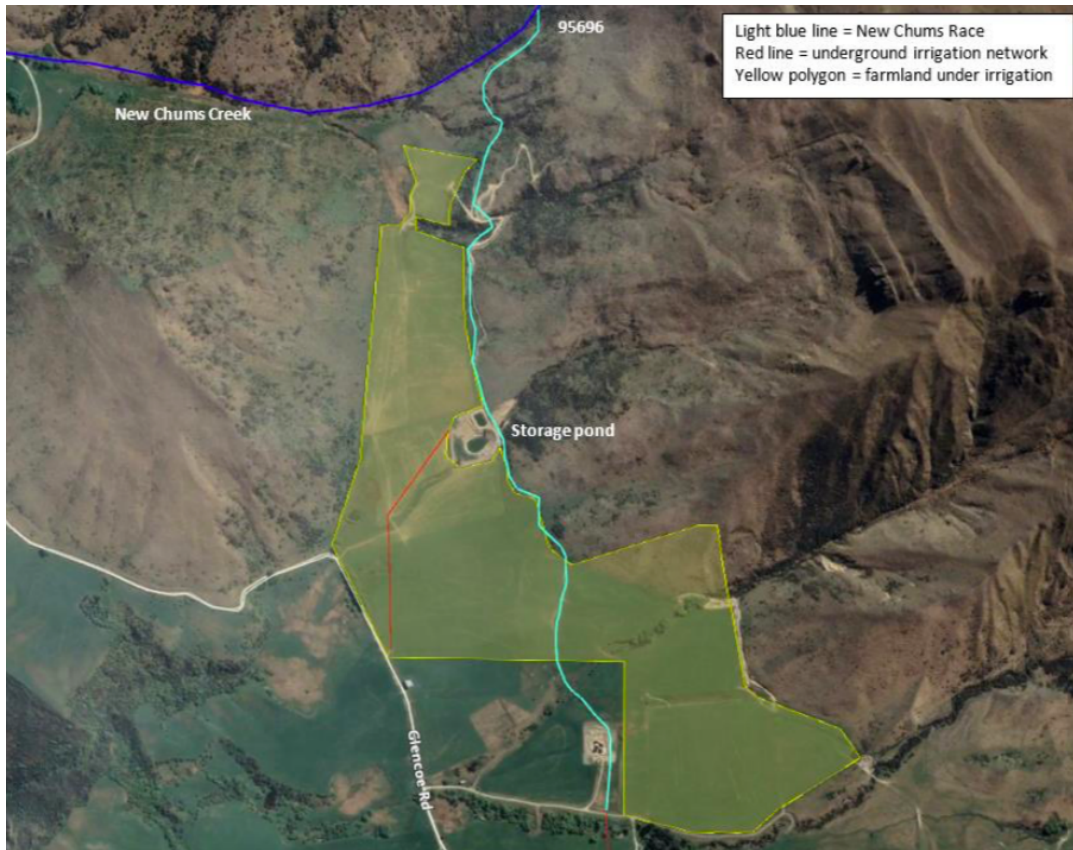 95696
Light blue line = New Chums Race
Red line = underground irrigation network
Yellow polygon = farmland under irrigation
New Chums Creek
Storage pond
Glencoe Rd